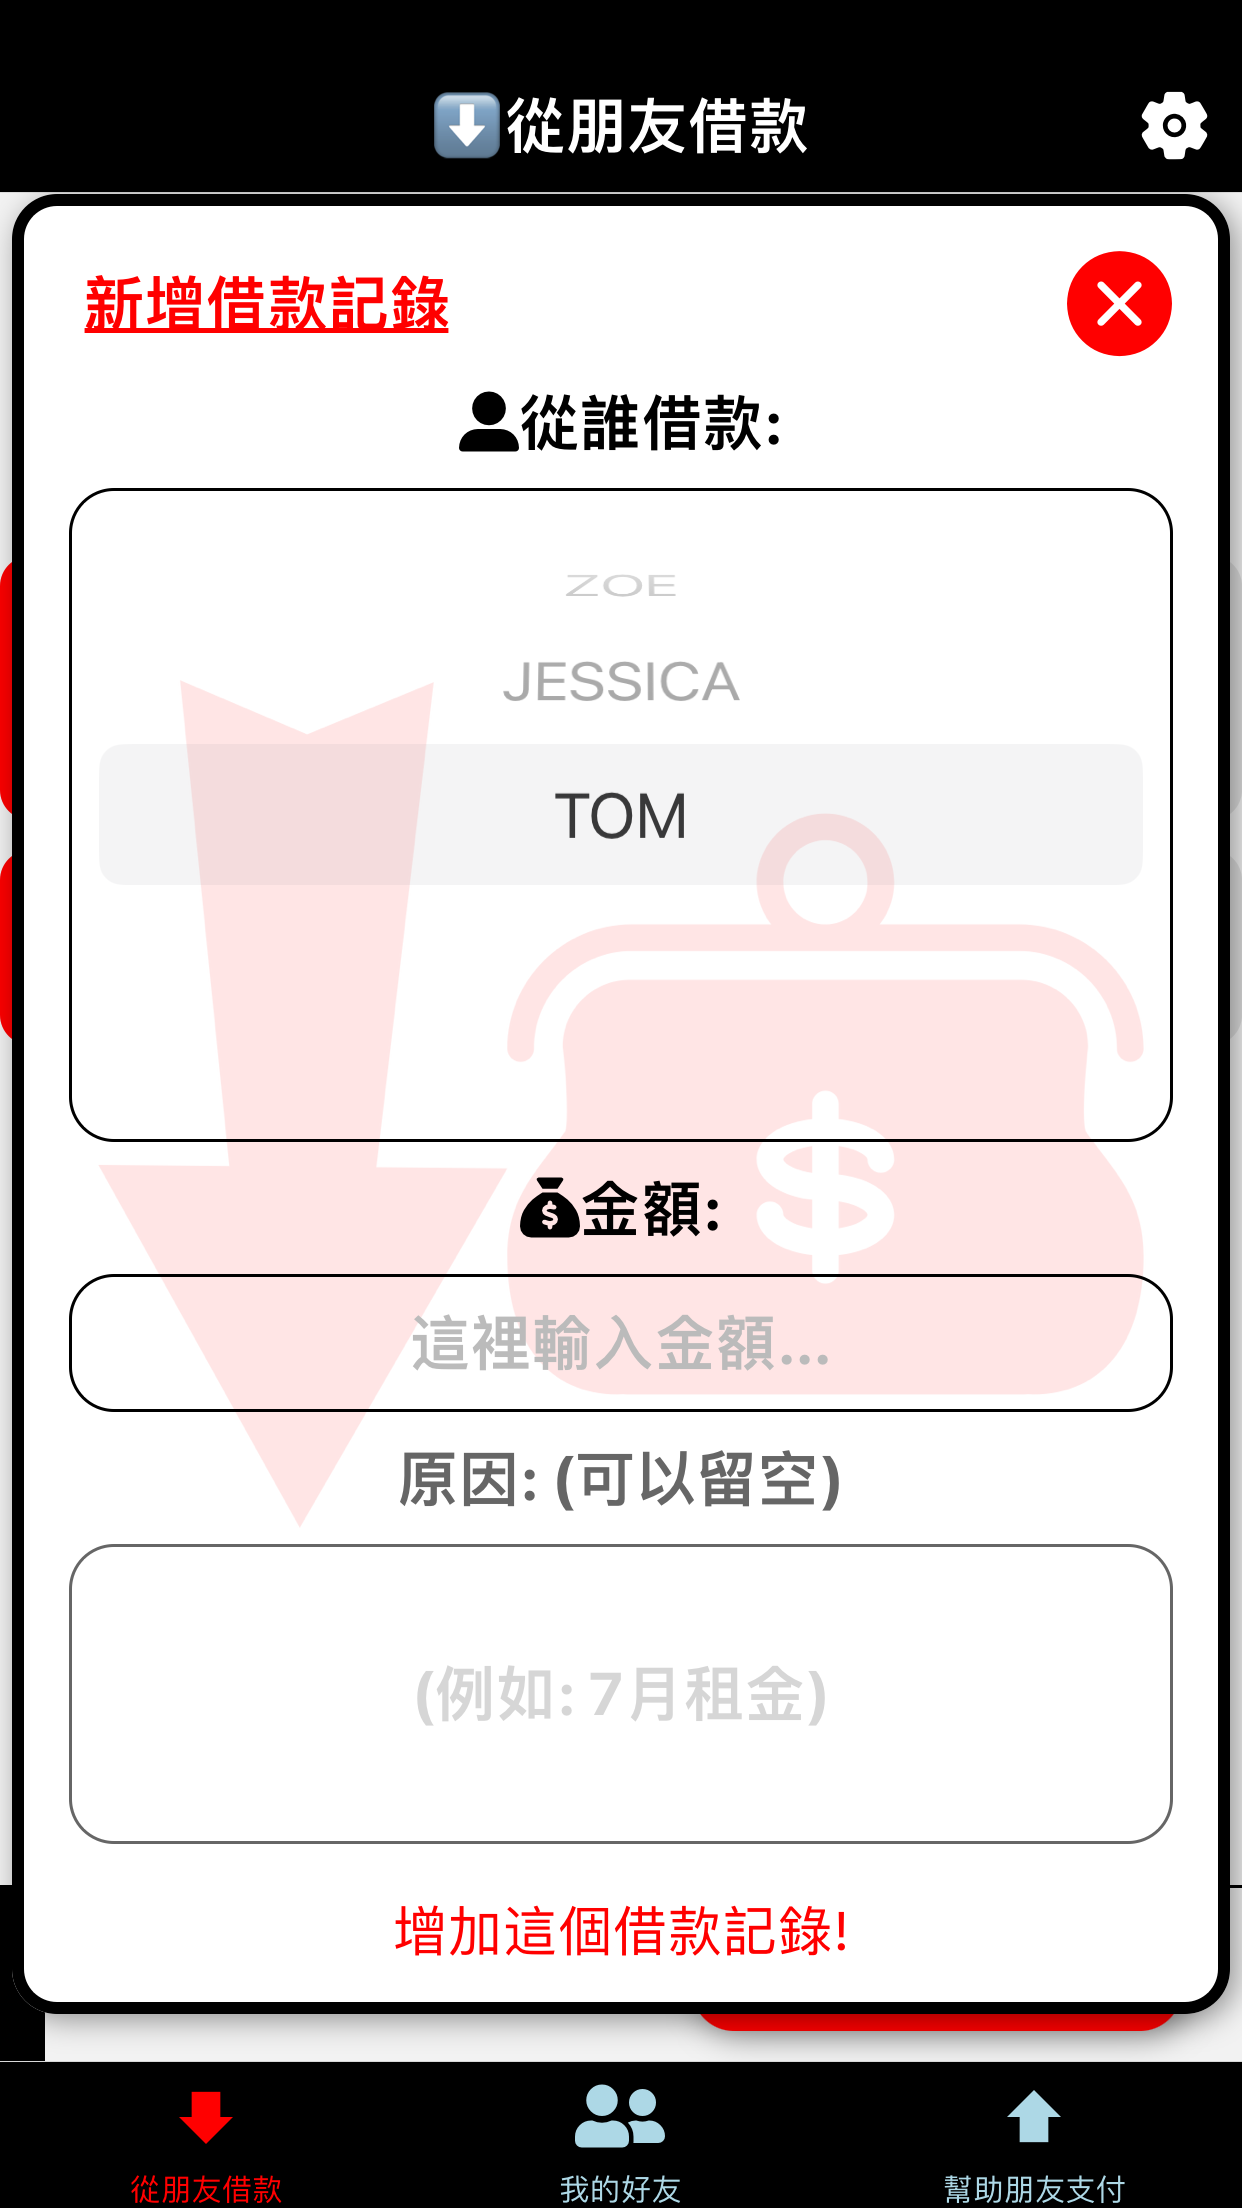 從朋友借款
新增借款記錄
從誰借款:
ZOE
JESSICA
TOM
金額:
這裡輸入金額...
原因: (可以留空)
(例如: 7月租金)
增加這個借款記錄!
從朋友借款
我的好友
幫助朋友支付